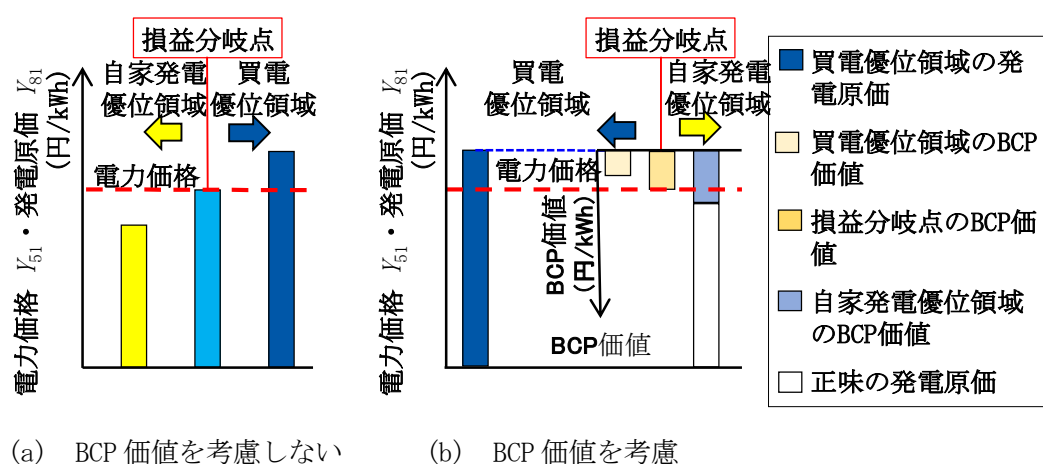 損益分岐点
自家発電
優位領域
買電
優位領域
電力価格
電力価格 Y51・発電原価 Y81
(円/kWh)
(a) BCP 価値を考慮しない
損益分岐点
買電
優位領域
自家発電
優位領域
電力価格
BCP価値
(円/kWh)
BCP価値
電力価格 Y51・発電原価 Y81
(円/kWh)
(b) BCP 価値を考慮
買電優位領域の発
電原価
買電優位領域のBCP
価値
損益分岐点のBCP価
値
自家発電優位領域
のBCP価値
正味の発電原価